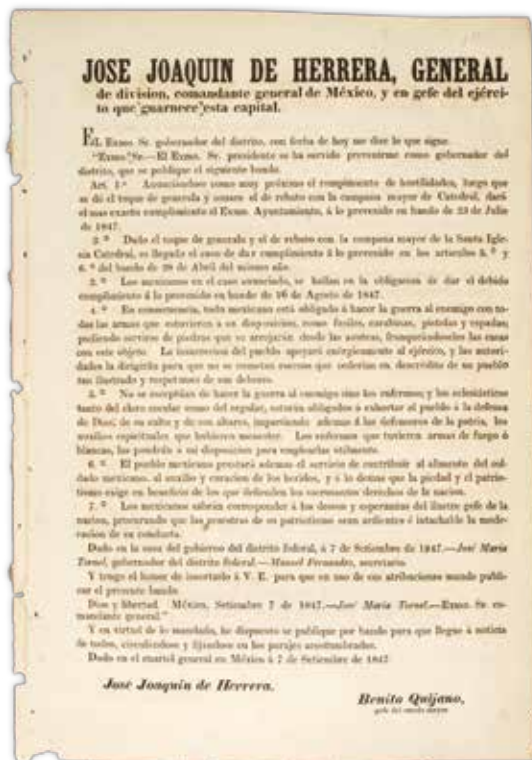 JOSE JOAQUIN DE HERRERA, GENERAL
de division, comandante general de México, y en gefe del ejérci-
to que guarnece esta capital.
EL Exmo. Sr. gobernador del distrito, con fecha de hoy me dice lo que sigue.
"Exmo. Sr.—El Exmo. Sr. presidente se ha servido prevenirme como gobernador del
distrito, que se publique el siguiente bando.
Art. 1.º Anunciándose como muy próximo el rompimiento de hostilidades, luego que
se dé el toque de generala y suene el de rebato con la campana mayor de Catedral, dará
el mas exacto cumplimiento el Exmo. Ayuntamiento, á lo prevenido en bando de 23 de Julio
de 1847.
2.º Dado el toque de generala y el de rebato con la campana mayor de la Santa Igle-
sia Catedral, es llegado el caso de dar cumplimiento á lo prevenido en los artículos 5.º y
6.º del bando de 28 de Abril del mismo año.
3.º Los mexicanos en el caso anunciado, se hallan en la obligacion de dar el debido
cumplimiento á lo prevenido en bando de 16 de Agosto de 1847.
4.º En consecuencia, todo mexicano está obligado á hacer la guerra al enemigo con to-
das las armas que estuvieren á su disposicion, como fusiles, carabinas, pistolas y espadas;
pudiendo servirse de piedras que se arrojarán desde las azoteas, franqueándoseles las casas
con este objeto. La insurreccion del pueblo apoyará enérgicamente al ejército, y las autori-
dades la dirigirán para que no se cometan escesos que cederian en descrédito de un pueblo
tan ilustrado y respetuoso de sus deberes.
5.º No se esceptúan de hacer la guerra al enemigo sino los enfermos; y los eclesiásticos
tanto del clero secular como del regular, estarán obligados á exhortar al pueblo á la defensa
de Dios, de su culto y de sus altares, impartiendo ademas á los defensores de la patria, los
ausilios espirituales que hubieren menester. Los enfermos que tuvieren armas de fuego ó
blancas, las pondrán á mi disposicion para emplearlas utilmente.
6.º El pueblo mexicano prestará ademas el servicio de contribuir al alimento del sol-
dado mexicano, al ausilio y curacion de los heridos, y á lo demas que la piedad y el patrio-
tismo exige en beneficio de los que defienden los sacrosantos derechos de la nacion.
7.º Los mexicanos sabrán corresponder á los deseos y esperanzas del ilustre gefe de la
nacion, procurando que las muestras de su patriotismo sean ardientes é intachable la mode-
racion de su conducta.
Dado en la casa del gobierno del distrito federal, á 7 de Setiembre de 1847.—José María
Tornel, gobernador del distrito federal.—Manuel Fernandez, secretario.
Y tengo el honor de insertarlo á V. E. para que en uso de sus atribuciones mande publi-
car el presente bando.
Dios y libertad. México, Setiembre 7 de 1847.—José María Tornel.—Exmo. Sr. co-
mandante general."
Y en virtud de lo mandado, he dispuesto se publique por bando para que llegue á noticia
de todos, circulándose y fijándose en los parajes acostumbrados.
Dado en el cuartel general en México á 7 de Setiembre de 1847
José Joaquin de Herrera.
Benito Quijano,
gefe del estado mayor